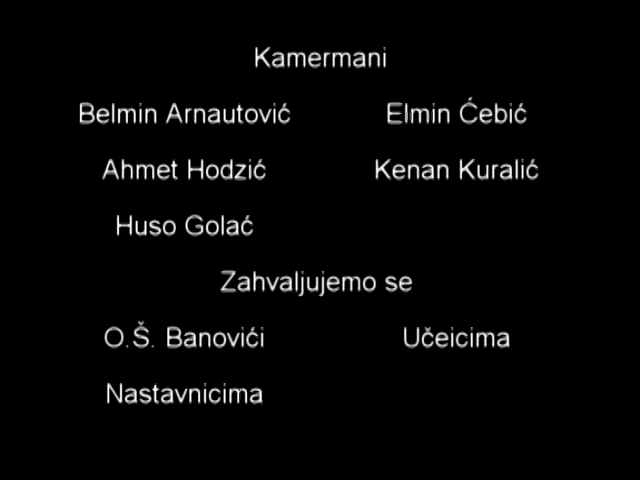 Kamermani
Belmin Arnautović Elmin Ćebić
Ahmet Hodzić Kenan Kuralić
Huso Golać
Zahvaljujemo se
O.Š. Banovići Učeicima
Nastavnicima